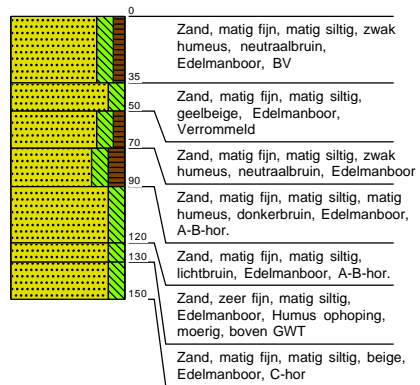 0
Zand, matig fijn, matig siltig, zwak
humeus, neutraalbruin,
Edelmanboor, BV
35
Zand, matig fijn, matig siltig,
geelbeige, Edelmanboor,
Verrommeld
50
Zand, matig fijn, matig siltig, zwak
humeus, neutraalbruin, Edelmanboor
70
Zand, matig fijn, matig siltig, matig
humeus, donkerbruin, Edelmanboor,
A-B-hor.
90
Zand, matig fijn, matig siltig,
lichtbruin, Edelmanboor, A-B-hor.
120
Zand, zeer fijn, matig siltig,
Edelmanboor, Humus ophoping,
moerig, boven GWT
130
Zand, matig fijn, matig siltig, beige,
Edelmanboor, C-hor
150